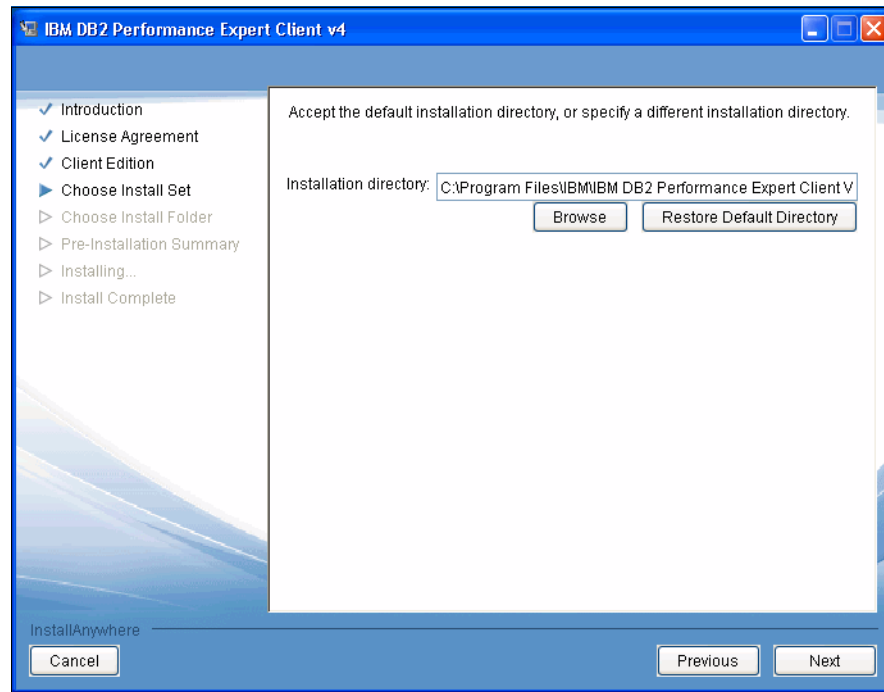 IBM DB2 Performance Expert Client v4
Introduction
License Agreement
Client Edition
Choose Install Set
Choose Install Folder
Pre-Installation Summary
Installing...
Install Complete
Accept the default installation directory, or specify a different installation directory.
Installation directory: C:\Program Files\IBM\IBM DB2 Performance Expert Client V
Browse Restore Default Directory
InstallAnywhere
Cancel Previous Next